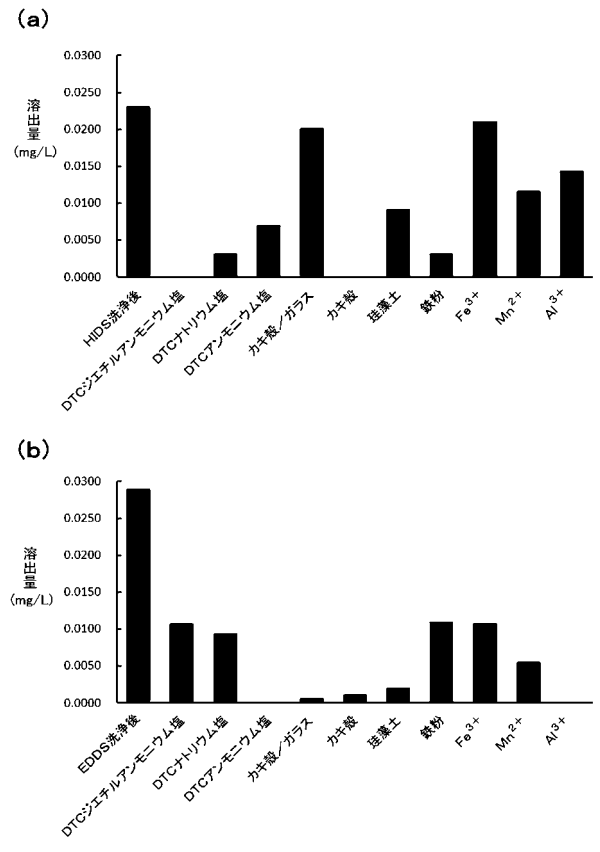 (a)
0.0300
0.0250
0.0200
0.0150
0.0100
0.0050
0.0000
溶出量
(mg/L)
HIDS洗浄後
DTCジエチルアンモニウム塩
DTCナトリウム塩
DTCアンモニウム塩
カキ殻／ガラス
カキ殻
珪藻土
鉄粉
Fe³⁺
Mn²⁺
Al³⁺
(b)
0.0300
0.0250
0.0200
0.0150
0.0100
0.0050
0.0000
溶出量
(mg/L)
EDDS洗浄後
DTCジエチルアンモニウム塩
DTCナトリウム塩
DTCアンモニウム塩
カキ殻／ガラス
カキ殻
珪藻土
鉄粉
Fe³⁺
Mn²⁺
Al³⁺